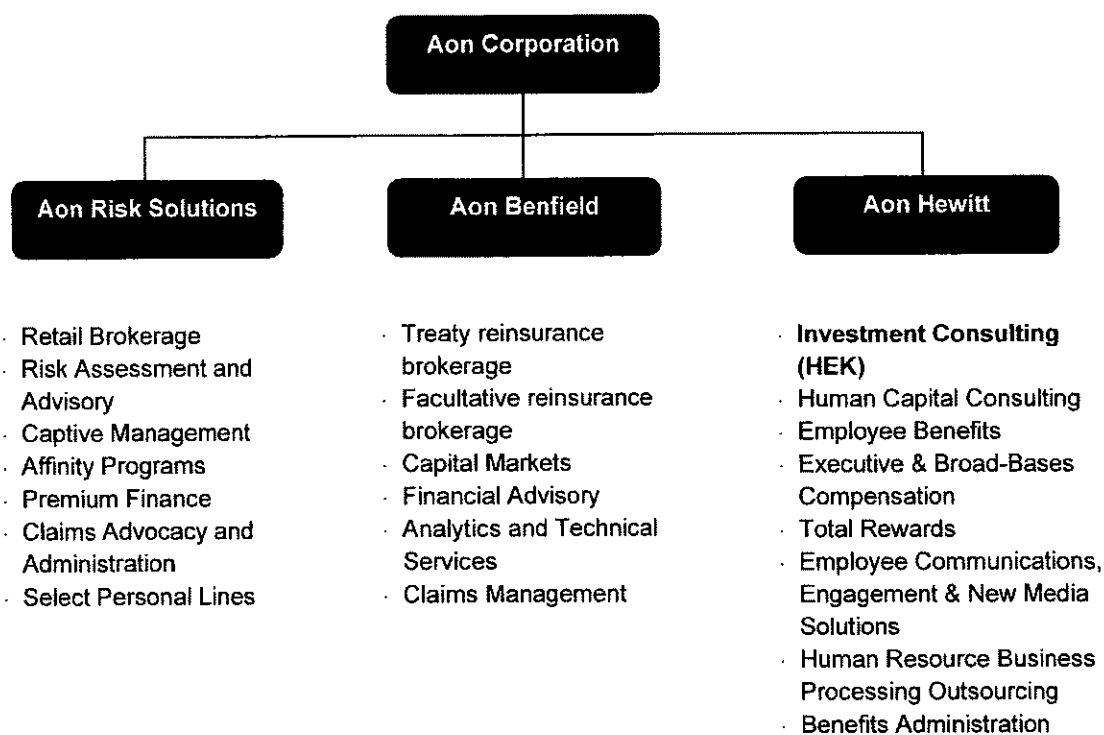 Aon Corporation
Aon Risk Solutions
Aon Benfield
Aon Hewitt
· Retail Brokerage
· Risk Assessment and
Advisory
· Captive Management
· Affinity Programs
· Premium Finance
· Claims Advocacy and
Administration
· Select Personal Lines
· Treaty reinsurance
brokerage
· Facultative reinsurance
brokerage
· Capital Markets
· Financial Advisory
· Analytics and Technical
Services
· Claims Management
· Investment Consulting
(HEK)
· Human Capital Consulting
· Employee Benefits
· Executive & Broad-Bases
Compensation
· Total Rewards
· Employee Communications,
Engagement & New Media
Solutions
· Human Resource Business
Processing Outsourcing
· Benefits Administration